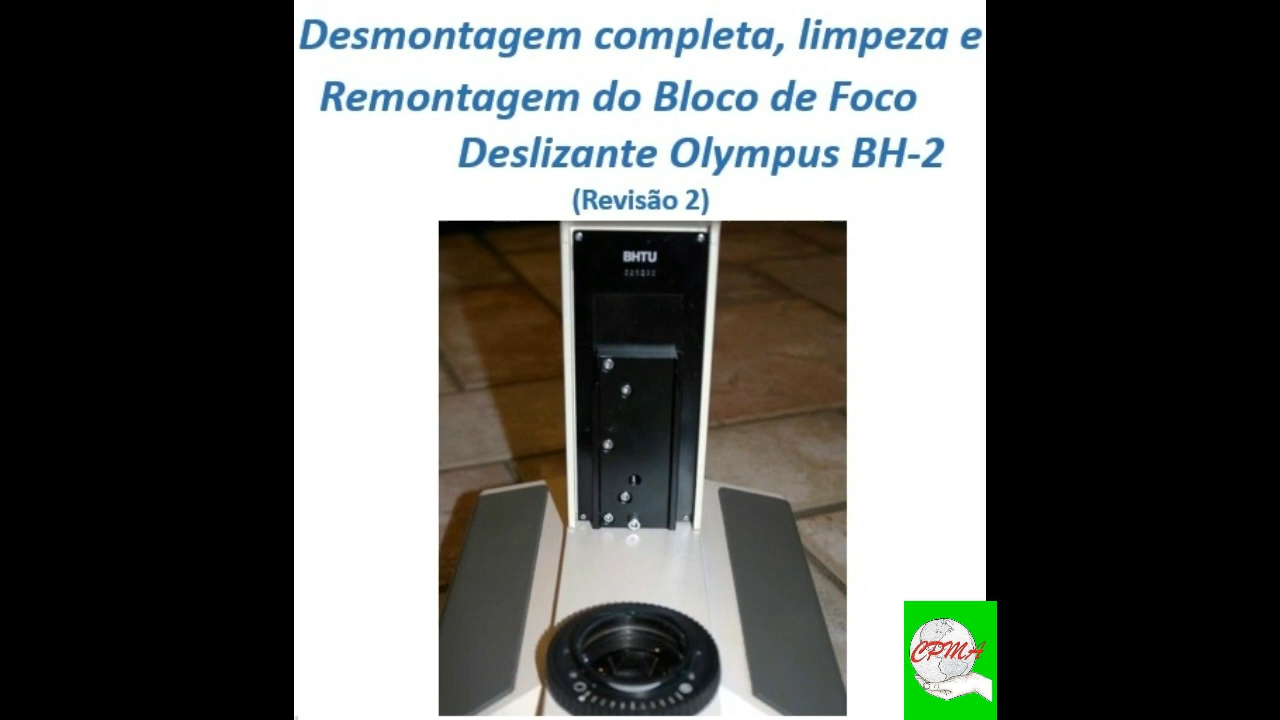 Desmontagem completa, limpeza e
Remontagem do Bloco de Foco
Deslizante Olympus BH-2
(Revisão 2)
BHTU
CPMA